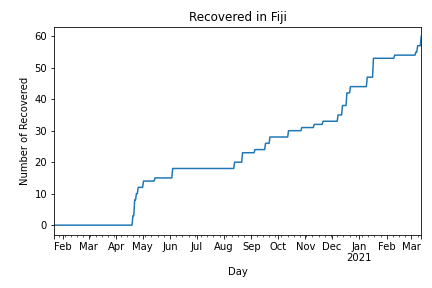 Recovered in Fiji
Number of Recovered
60
50
40
30
20
10
0
Feb Mar Apr May Jun Jul Aug Sep Oct Nov Dec Jan Feb Mar
2021
Day